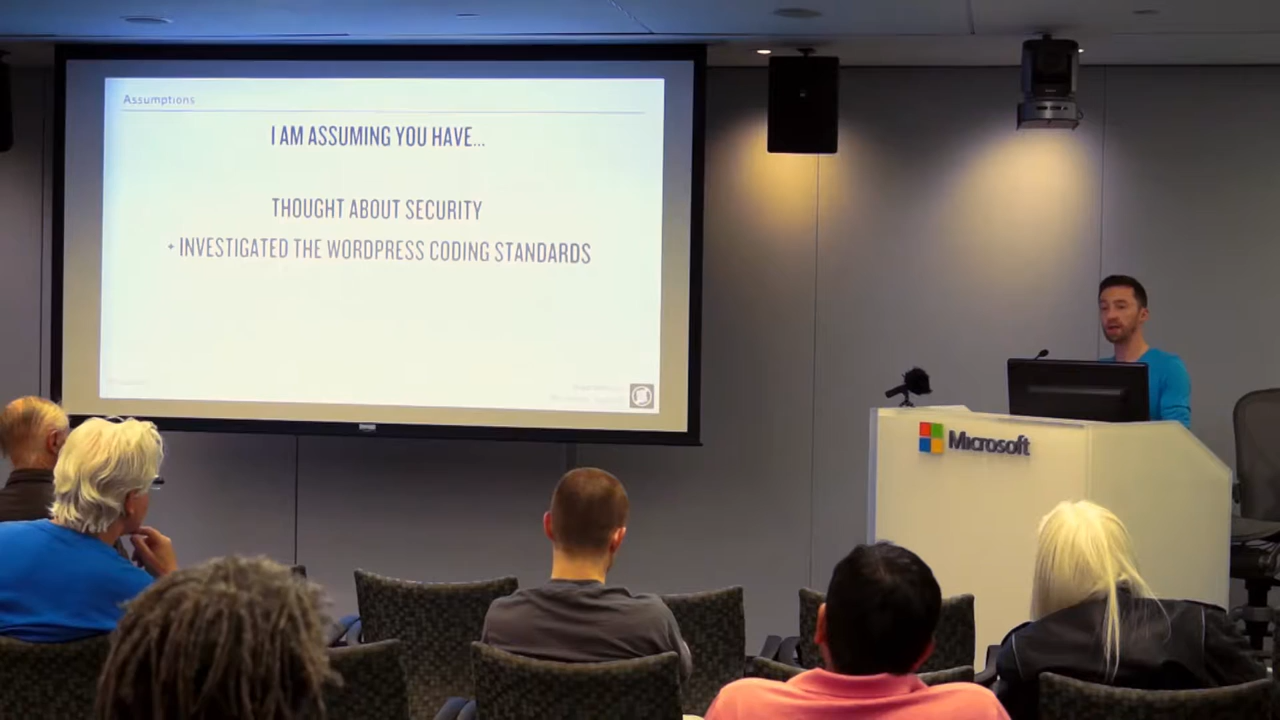 Assumptions
I AM ASSUMING YOU HAVE...
THOUGHT ABOUT SECURITY
+ INVESTIGATED THE WORDPRESS CODING STANDARDS
Microsoft